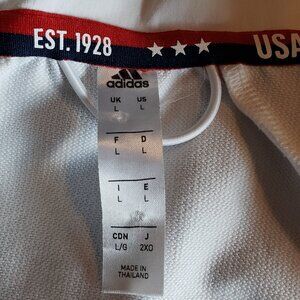 EST. 1928 ★★★ USA
adidas
UK US
L L
F D
L L
I E
L L
CDN J
L/G 2XO
MADE IN
THAILAND